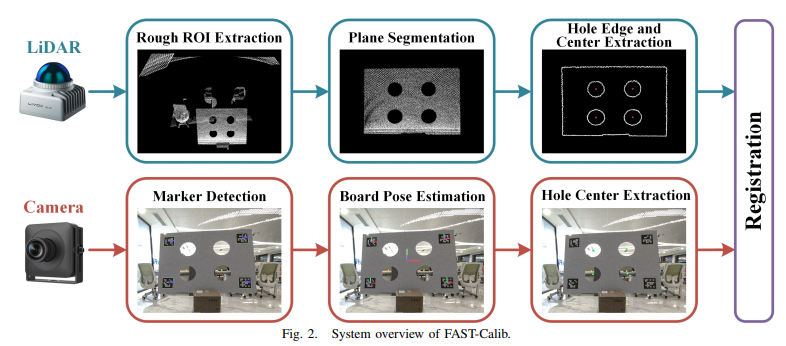 LiDAR
Rough ROI Extraction
Plane Segmentation
Hole Edge and
Center Extraction
Camera
Marker Detection
Board Pose Estimation
Hole Center Extraction
Registration
Fig. 2. System overview of FAST-Calib.